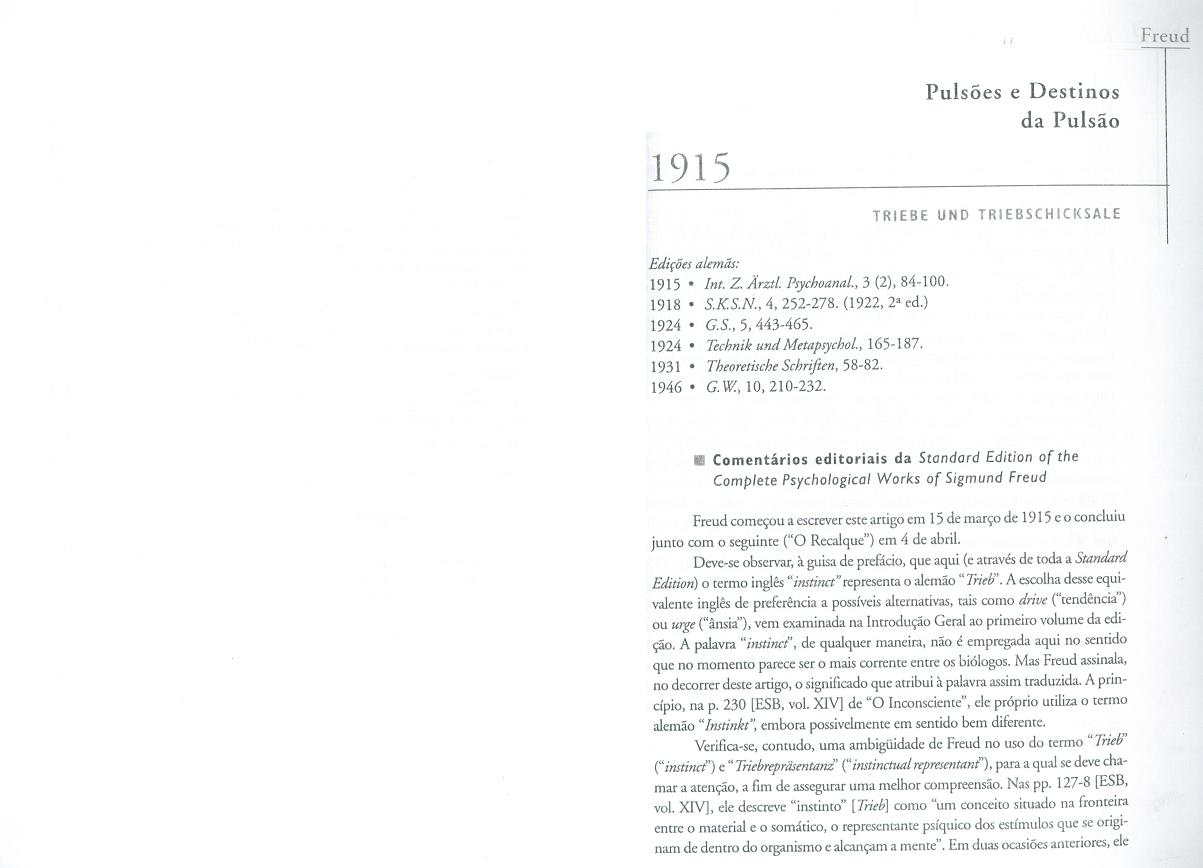 Freud
Pulsões e Destinos
da Pulsão
1915
TRIEBE UND TRIEBSCHICKSALE
Edições alemãs:
1915 • Int. Z. Ärztl. Psychoanal., 3 (2), 84-100.
1918 • S.K.S.N., 4, 252-278. (1922, 2ª ed.)
1924 • G.S., 5, 443-465.
1924 • Technik und Metapsychol., 165-187.
1931 • Theoretische Schriften, 58-82.
1946 • G.W., 10, 210-232.
Comentários editoriais da Standard Edition of the
Complete Psychological Works of Sigmund Freud
Freud começou a escrever este artigo em 15 de março de 1915 e o concluiu
junto com o seguinte (“O Recalque”) em 4 de abril.
Deve-se observar, à guisa de prefácio, que aqui (e através de toda a Standard
Edition) o termo inglês “instinct” representa o alemão “Trieb”. A escolha desse equi-
valente inglês de preferência a possíveis alternativas, tais como drive (“tendência”)
ou urge (“ânsia”), vem examinada na Introdução Geral ao primeiro volume da edi-
ção. A palavra “instinct”, de qualquer maneira, não é empregada aqui no sentido
que no momento parece ser o mais corrente entre os biólogos. Mas Freud assinala,
no decorrer deste artigo, o significado que atribui à palavra assim traduzida. A prin-
cípio, na p. 230 [ESB, vol. XIV] de “O Inconsciente”, ele próprio utiliza o termo
alemão “Instinkt”, embora possivelmente em sentido bem diferente.
Verifica-se, contudo, uma ambigüidade de Freud no uso do termo “Trieb”
(“instinct”) e “Triebrepräsentanz” (“instinctual representant”), para a qual se deve cha-
mar a atenção, a fim de assegurar uma melhor compreensão. Nas pp. 127-8 [ESB,
vol. XIV], ele descreve “instinto” [Trieb] como “um conceito situado na fronteira
entre o material e o somático, o representante psíquico dos estímulos que se origi-
nam de dentro do organismo e alcançam a mente”. Em duas ocasiões anteriores, ele